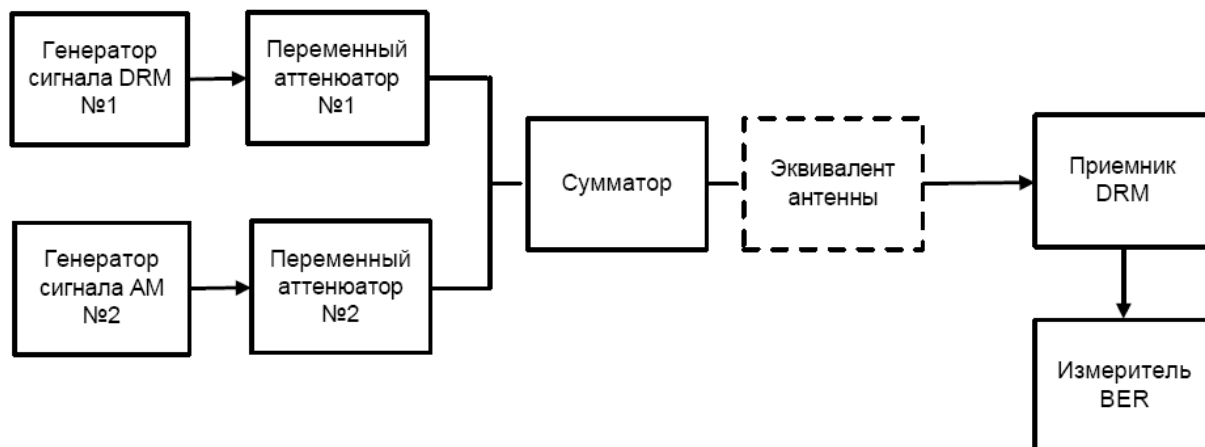 Генератор
сигнала DRM
№1
Переменный
аттенюатор
№1
Генератор
сигнала AM
№2
Переменный
аттенюатор
№2
Сумматор
Эквивалент
антенны
Приемник
DRM
Измеритель
BER